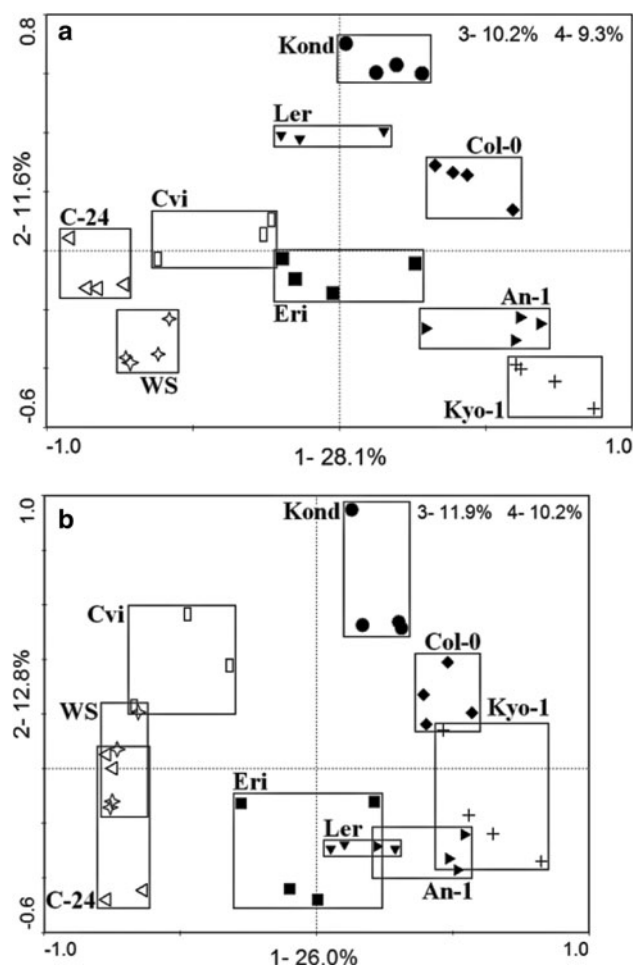 0.8
a
Kond
3- 10.2% 4- 9.3%
Ler
Col-0
2- 11.6%
Cvi
C-24
Eri
An-1
WS
Kyo-1
-0.6
-1.0
1- 28.1%
1.0
1.0
b
Kond
3- 11.9% 4- 10.2%
Cvi
Col-0
2- 12.8%
WS
Kyo-1
Eri
Ler
An-1
C-24
-0.6
-1.0
1- 26.0%
1.0